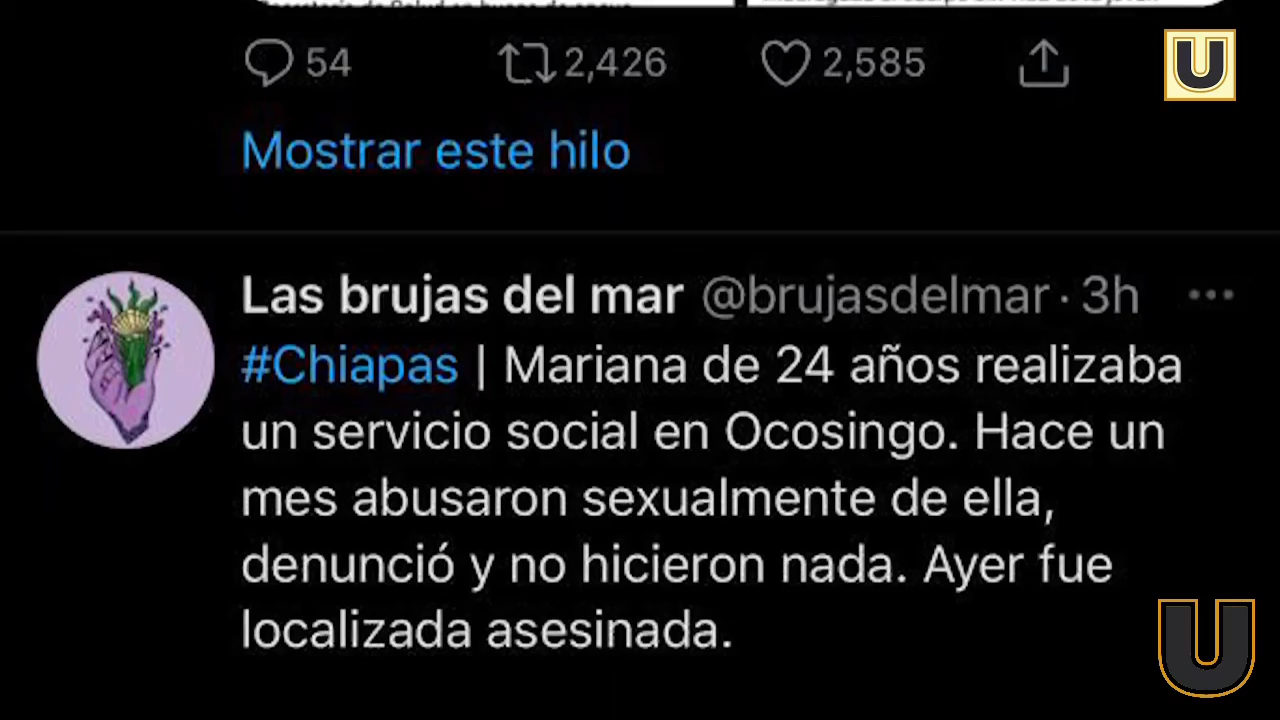 54 2,426 2,585
U
Mostrar este hilo
Las brujas del mar @brujasdelmar · 3h
#Chiapas | Mariana de 24 años realizaba
un servicio social en Ocosingo. Hace un
mes abusaron sexualmente de ella,
denunció y no hicieron nada. Ayer fue
localizada asesinada.
U